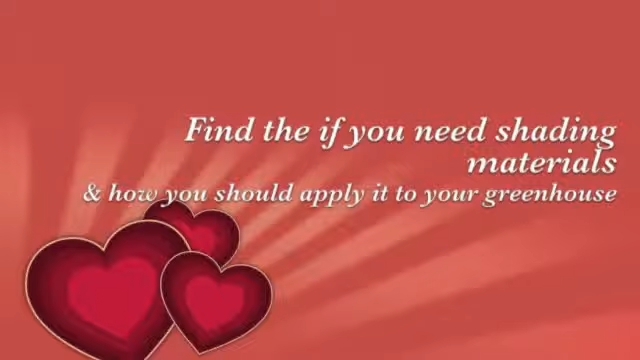 Find the if you need shading
materials
& how you should apply it to your greenhouse